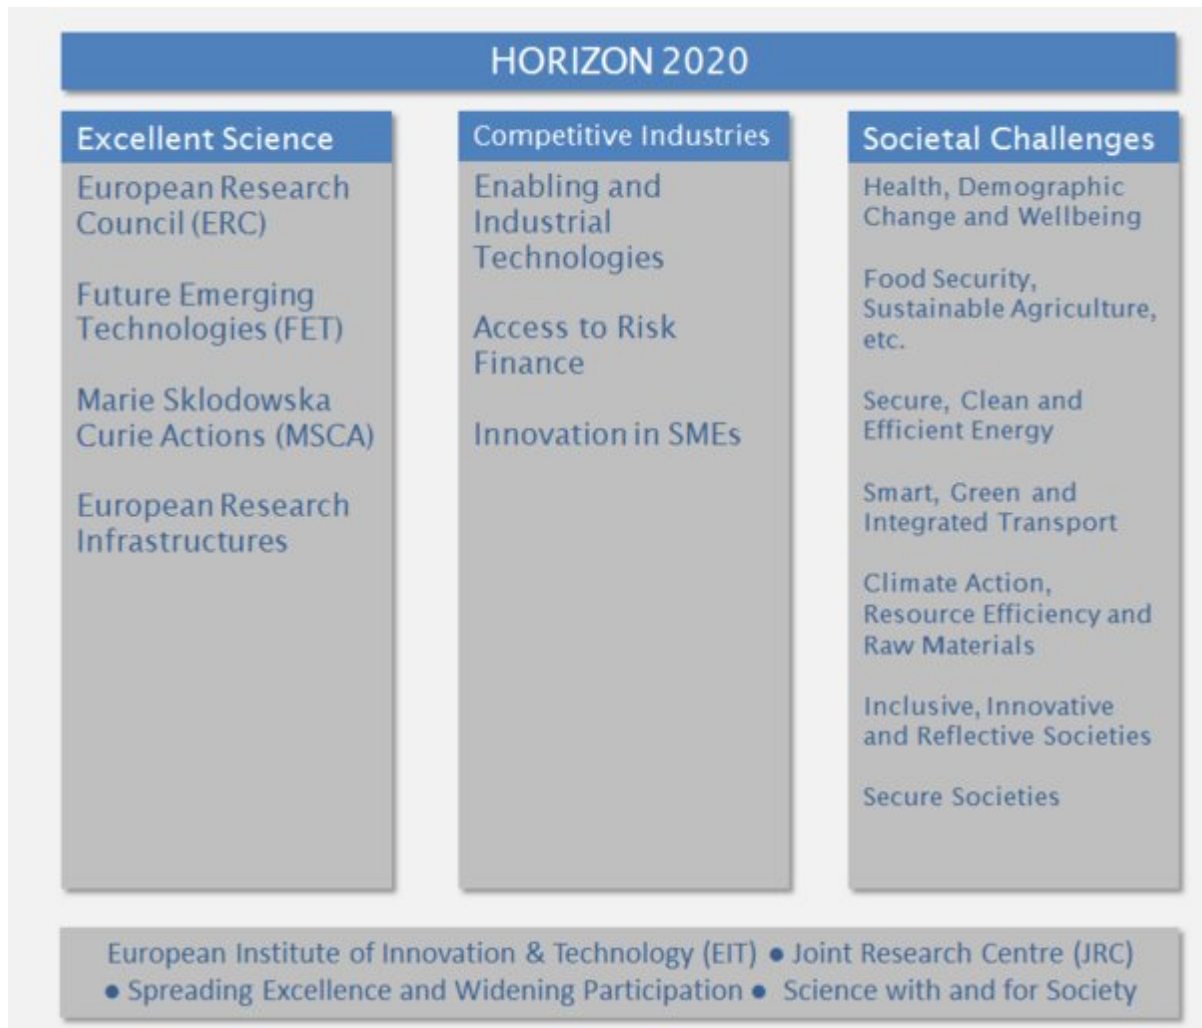 HORIZON 2020
Excellent Science
European Research
Council (ERC)
Future Emerging
Technologies (FET)
Marie Sklodowska
Curie Actions (MSCA)
European Research
Infrastructures
Competitive Industries
Enabling and
Industrial
Technologies
Access to Risk
Finance
Innovation in SMEs
Societal Challenges
Health, Demographic
Change and Wellbeing
Food Security,
Sustainable Agriculture,
etc.
Secure, Clean and
Efficient Energy
Smart, Green and
Integrated Transport
Climate Action,
Resource Efficiency and
Raw Materials
Inclusive, Innovative
and Reflective Societies
Secure Societies
European Institute of Innovation & Technology (EIT) ● Joint Research Centre (JRC)
● Spreading Excellence and Widening Participation ● Science with and for Society